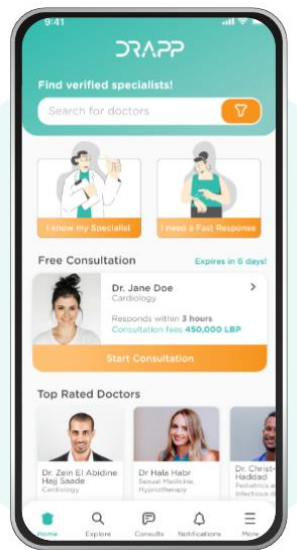 9:41
DRAPP
Find verified specialists!
Search for doctors
I know my Specialist
I need a Fast Response
Free Consultation
Expires in 6 days!
Dr. Jane Doe
Cardiology
Responds within 3 hours
Consultation fees 450,000 LBP
Start Consultation
Top Rated Doctors
Dr. Zein El Abidine
Hajj Saade
Cardiology
Dr Hala Habr
Sexual Medicine,
Hypnotherapy
Dr. Christ-
Haddad
Pediatrics a
Infectious d
Home
Explore
Consults
Notifications
More